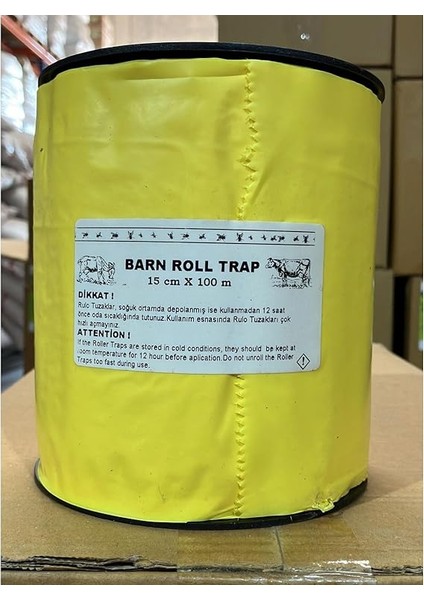 BARN ROLL TRAP
15 cm X 100 m
DİKKAT !
Rulo Tuzaklar, soğuk ortamda depolanmış ise kullanmadan 12 saat
önce oda sıcaklığında tutunuz.Kullanım esnasında Rulo Tuzakları çok
hızlı açmayınız.
ATTENTİON !
If the Roller Traps are stored in cold conditions, they should be kept at
room temperature for 12 hour before aplication.Do not unroll the Roller
Traps too fast during use.